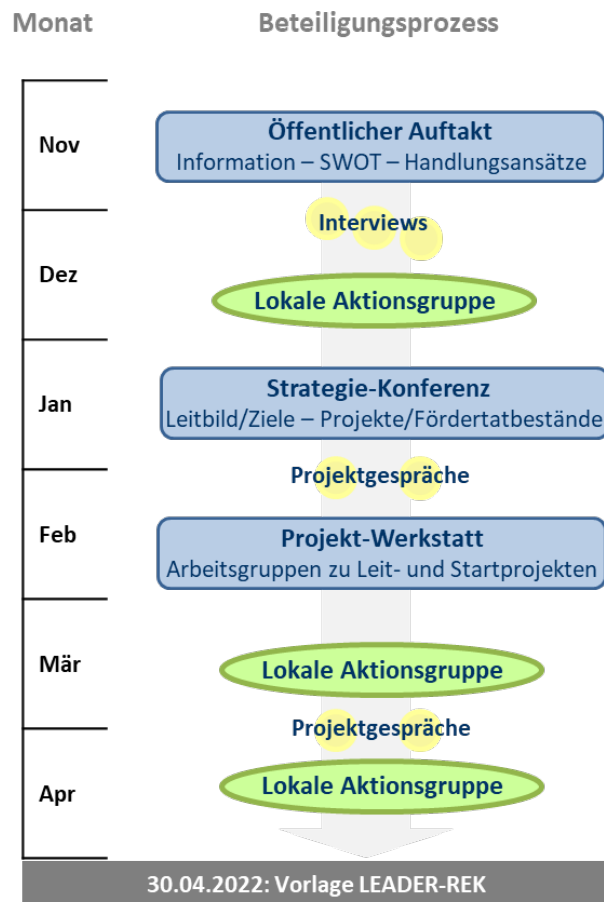 Monat
Beteiligungsprozess
Nov
Öffentlicher Auftakt
Information – SWOT – Handlungsansätze
Interviews
Dez
Lokale Aktionsgruppe
Jan
Strategie-Konferenz
Leitbild/Ziele – Projekte/Fördertatbestände
Projektgespräche
Feb
Projekt-Werkstatt
Arbeitsgruppen zu Leit- und Startprojekten
Mär
Lokale Aktionsgruppe
Projektgespräche
Apr
Lokale Aktionsgruppe
30.04.2022: Vorlage LEADER-REK